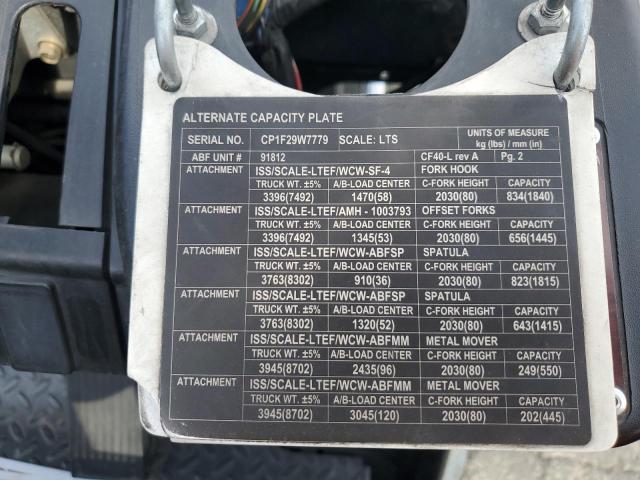 ALTERNATE CAPACITY PLATE
SERIAL NO. CP1F29W7779 SCALE: LTS UNITS OF MEASURE kg (lbs) / mm (in)
ABF UNIT # 91812 CF40-L rev A Pg. 2
ATTACHMENT ISS/SCALE-LTEF/WCW-SF-4 FORK HOOK
TRUCK WT. ±5% A/B-LOAD CENTER C-FORK HEIGHT CAPACITY
3396(7492) 1470(58) 2030(80) 834(1840)
ATTACHMENT ISS/SCALE-LTEF/AMH - 1003793 OFFSET FORKS
TRUCK WT. ±5% A/B-LOAD CENTER C-FORK HEIGHT CAPACITY
3396(7492) 1345(53) 2030(80) 656(1445)
ATTACHMENT ISS/SCALE-LTEF/WCW-ABFSP SPATULA
TRUCK WT. ±5% A/B-LOAD CENTER C-FORK HEIGHT CAPACITY
3763(8302) 910(36) 2030(80) 823(1815)
ATTACHMENT ISS/SCALE-LTEF/WCW-ABFSP SPATULA
TRUCK WT. ±5% A/B-LOAD CENTER C-FORK HEIGHT CAPACITY
3763(8302) 1320(52) 2030(80) 643(1415)
ATTACHMENT ISS/SCALE-LTEF/WCW-ABFMM METAL MOVER
TRUCK WT. ±5% A/B-LOAD CENTER C-FORK HEIGHT CAPACITY
3945(8702) 2435(96) 2030(80) 249(550)
ATTACHMENT ISS/SCALE-LTEF/WCW-ABFMM METAL MOVER
TRUCK WT. ±5% A/B-LOAD CENTER C-FORK HEIGHT CAPACITY
3945(8702) 3045(120) 2030(80) 202(445)